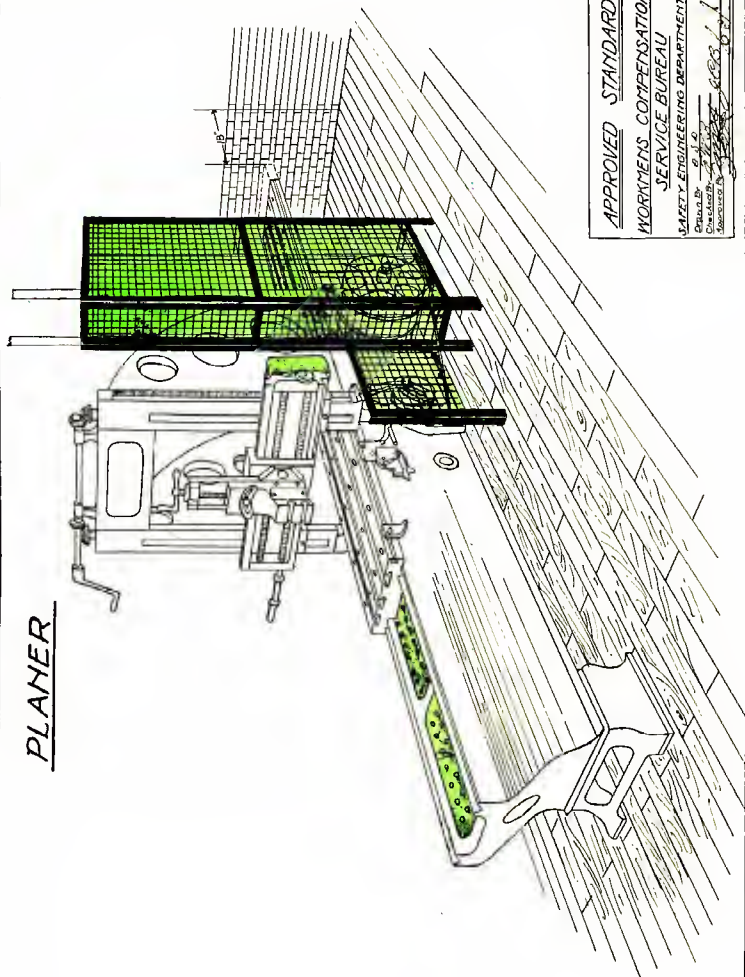 PLANER
18"
APPROVED STANDARD
WORKMENS COMPENSATION
SERVICE BUREAU
SAFETY ENGINEERING DEPARTMENT
Drawn By
Checked By
Approved By